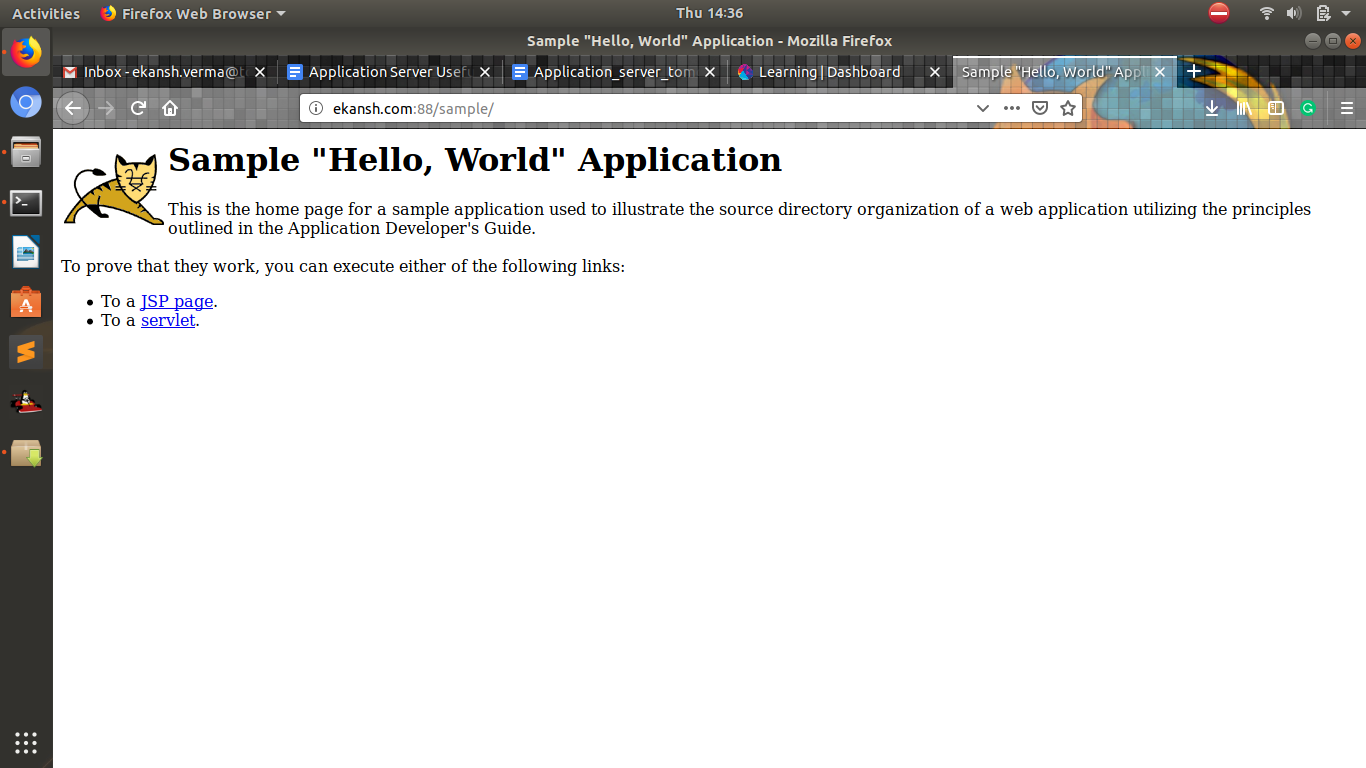 Activities Firefox Web Browser Thu 14:36
Sample "Hello, World" Application - Mozilla Firefox
Inbox - ekansh.verma@t Application Server Usef Application_server_tom Learning | Dashboard Sample "Hello, World" Appl
ekansh.com:88/sample/
Sample "Hello, World" Application
This is the home page for a sample application used to illustrate the source directory organization of a web application utilizing the principles
outlined in the Application Developer's Guide.
To prove that they work, you can execute either of the following links:
• To a JSP page.
• To a servlet.